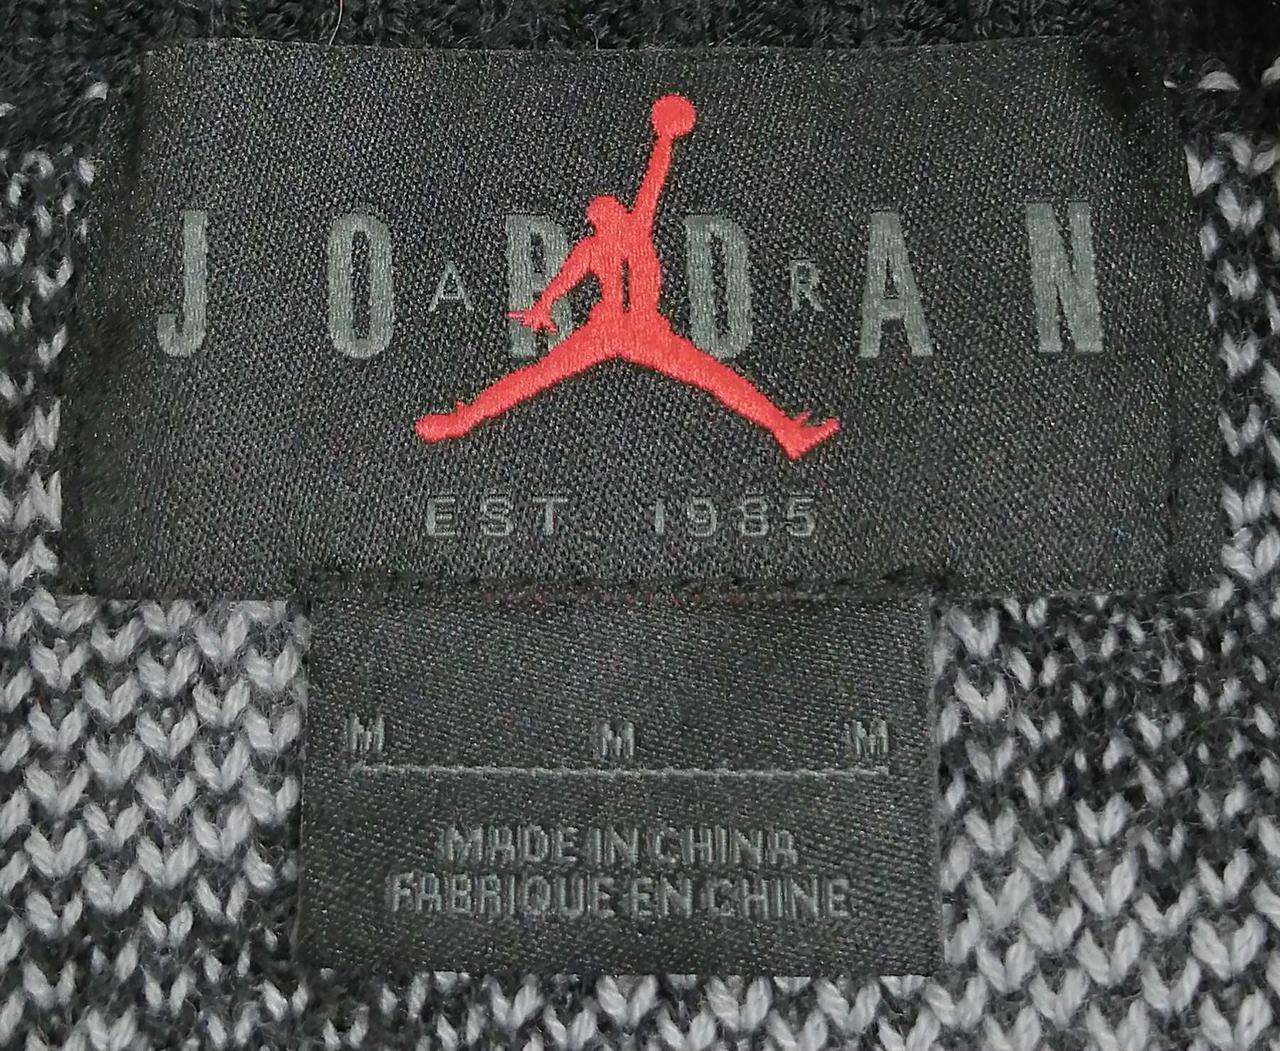 JORDAN
AIR
EST. 1985
M M M
MADE IN CHINA
FABRIQUE EN CHINE